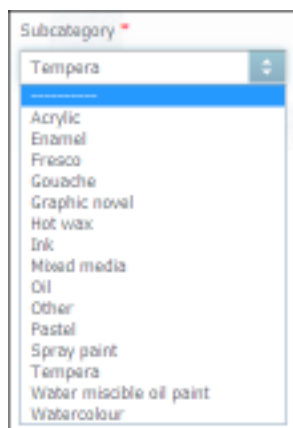 Subcategory *
Tempera
----------
Acrylic
Enamel
Fresco
Gouache
Graphic novel
Hot wax
Ink
Mixed media
Oil
Other
Pastel
Spray paint
Tempera
Water miscible oil paint
Watercolour